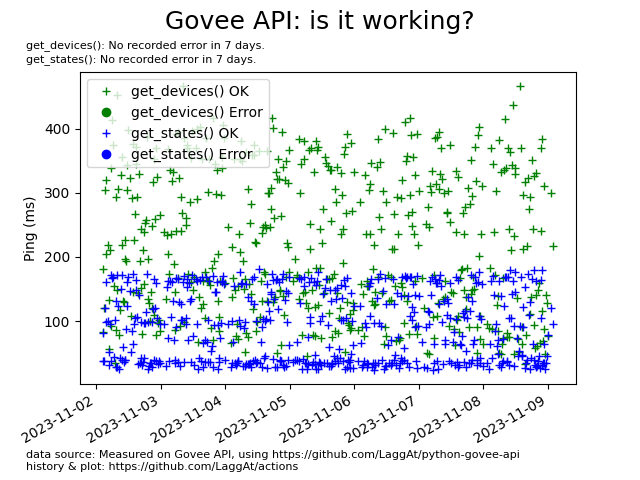 Govee API: is it working?
get_devices(): No recorded error in 7 days.
get_states(): No recorded error in 7 days.
get_devices() OK
get_devices() Error
get_states() OK
get_states() Error
Ping (ms)
400
300
200
100
2023-11-02
2023-11-03
2023-11-04
2023-11-05
2023-11-06
2023-11-07
2023-11-08
2023-11-09
data source: Measured on Govee API, using https://github.com/LaggAt/python-govee-api
history & plot: https://github.com/LaggAt/actions